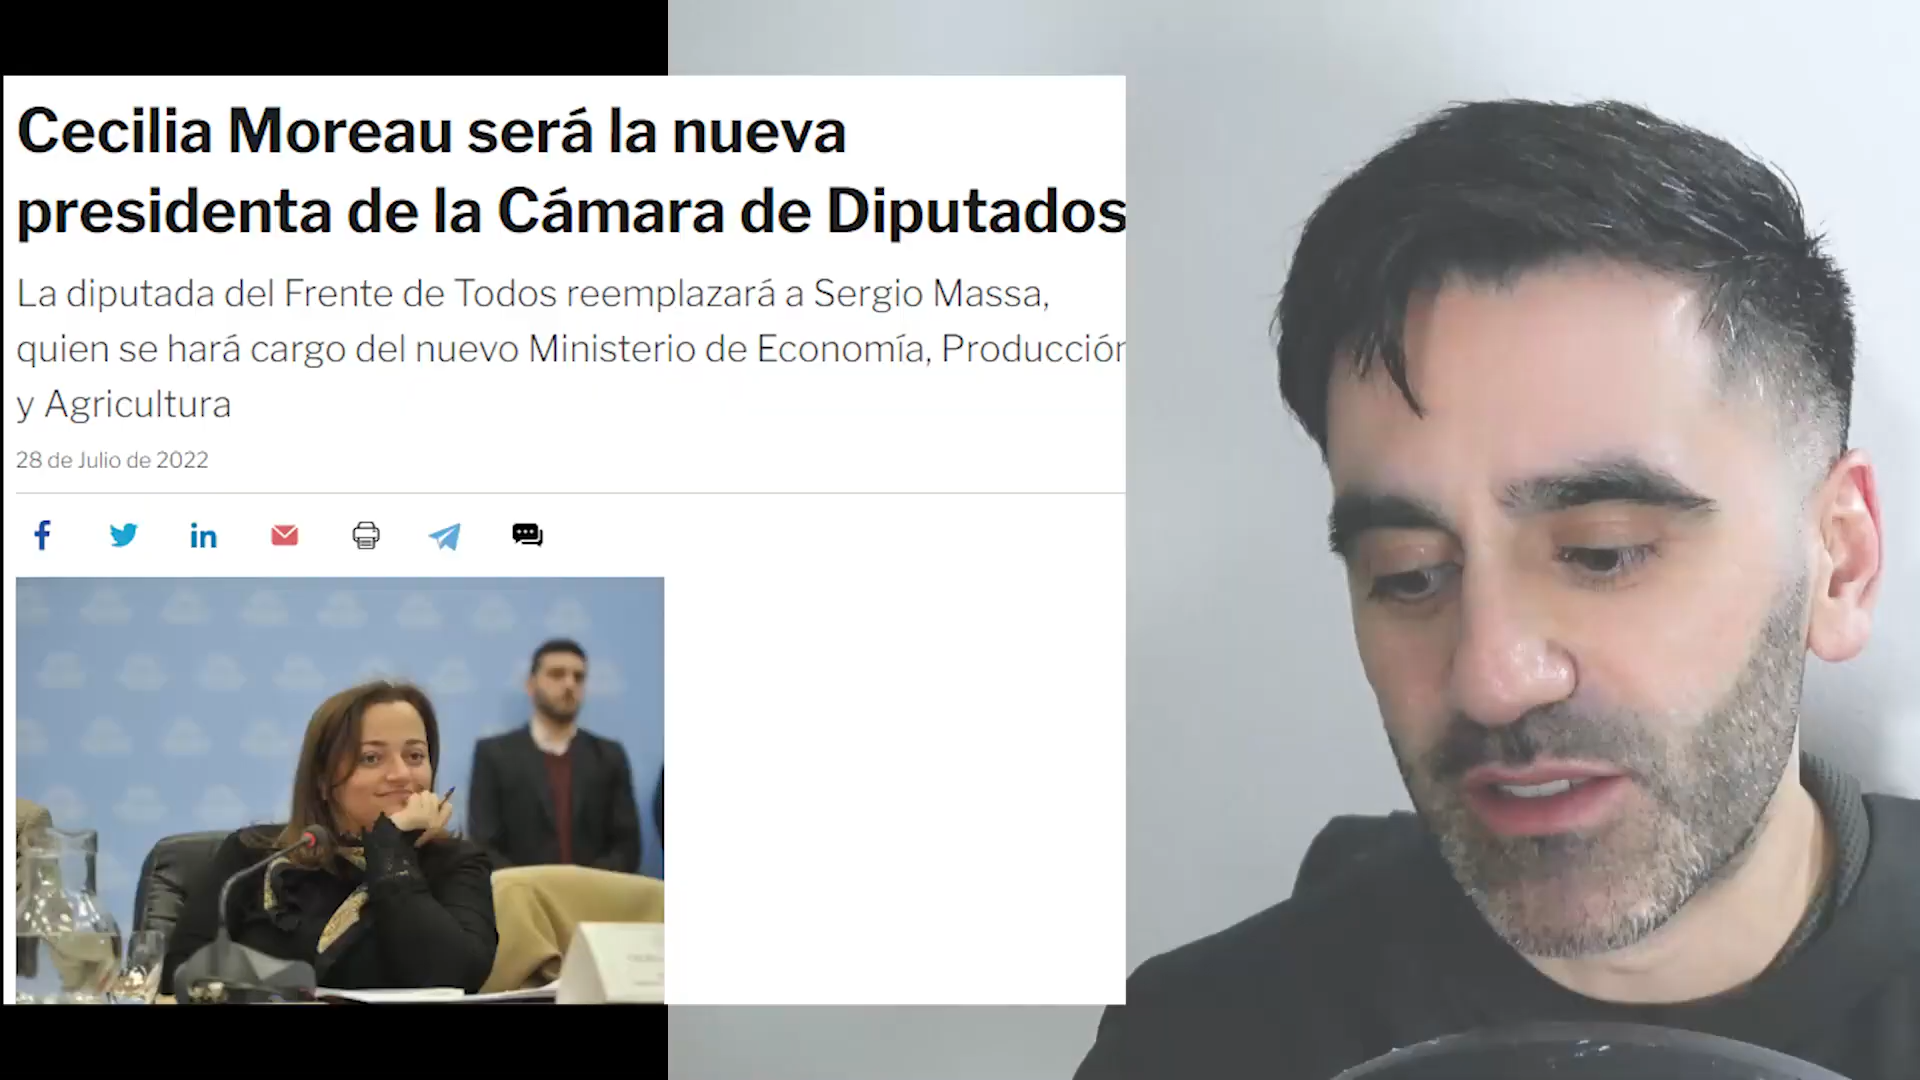 Cecilia Moreau será la nueva
presidenta de la Cámara de Diputados
La diputada del Frente de Todos reemplazará a Sergio Massa,
quien se hará cargo del nuevo Ministerio de Economía, Producción
y Agricultura
28 de Julio de 2022